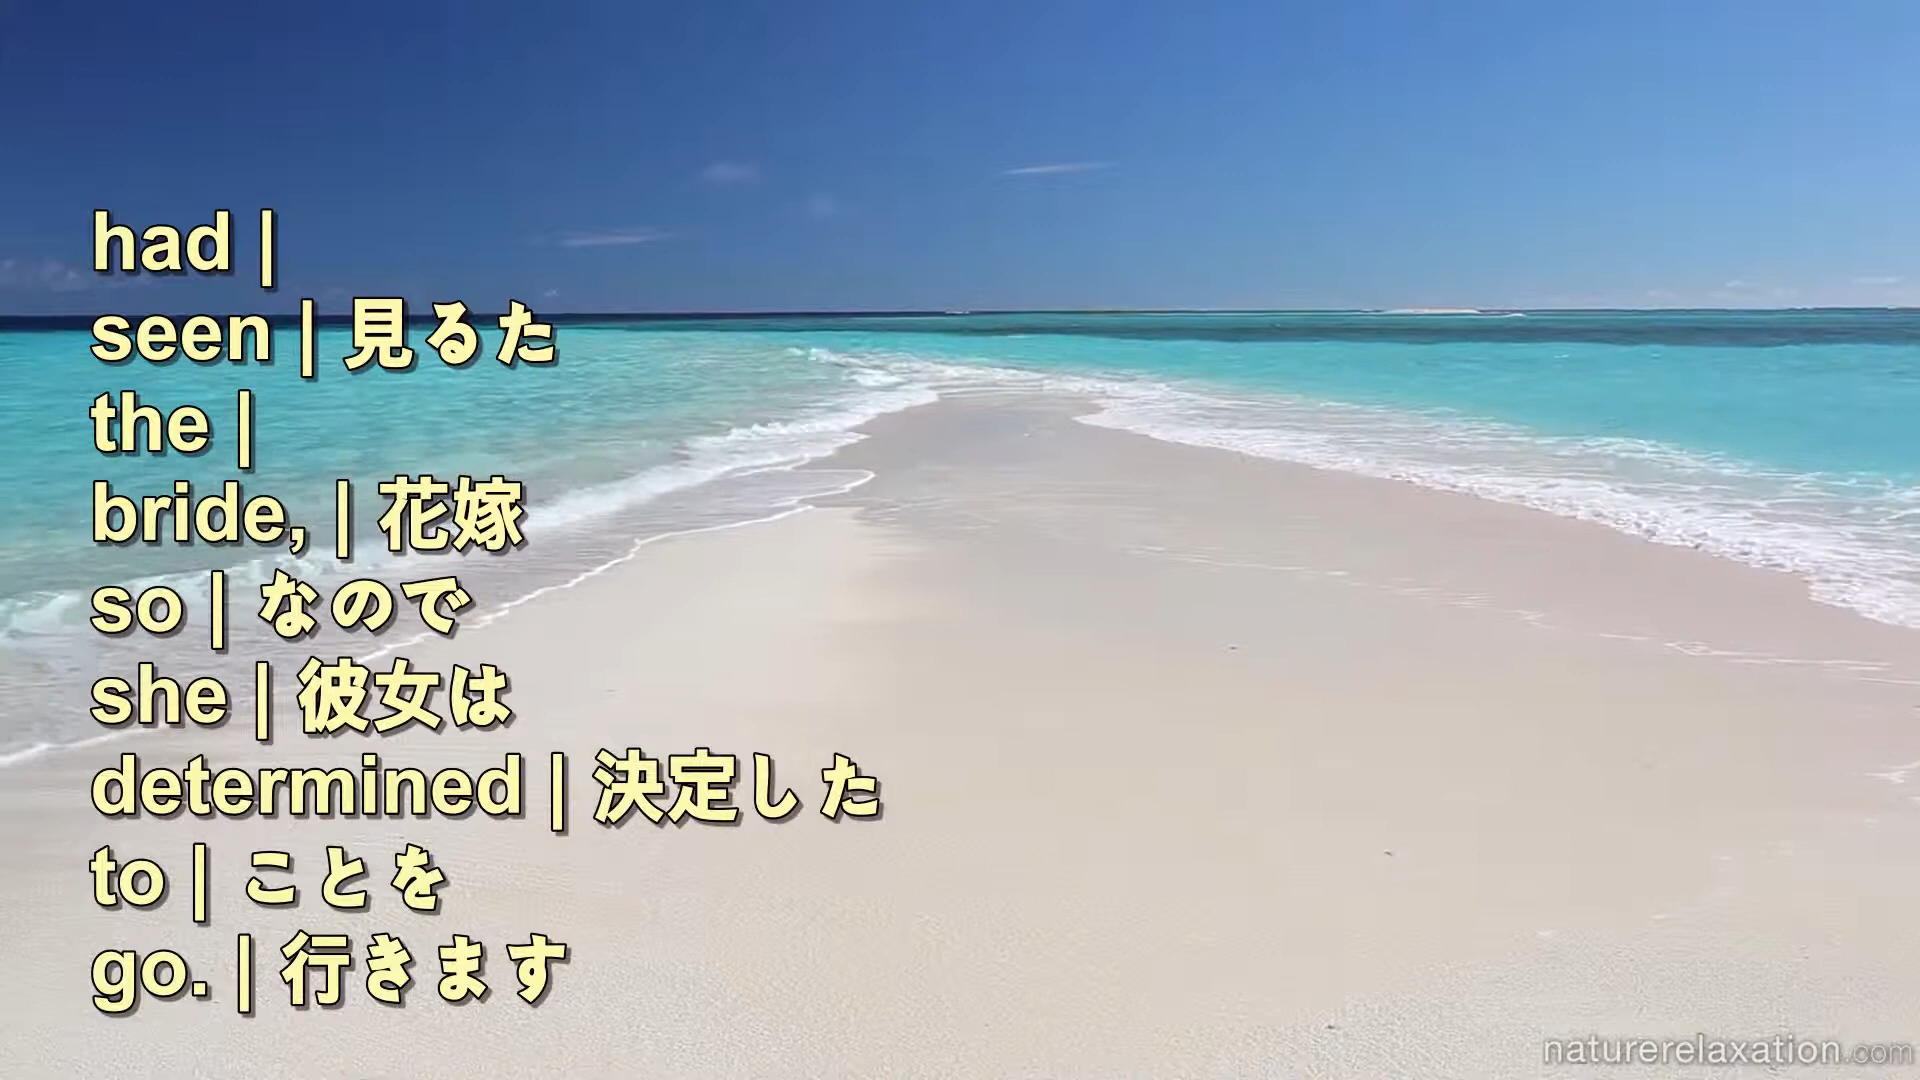 had |
seen | 見るた
the |
bride, | 花嫁
so | なので
she | 彼女は
determined | 決定した
to | ことを
go. | 行きます
naturerelaxation.com